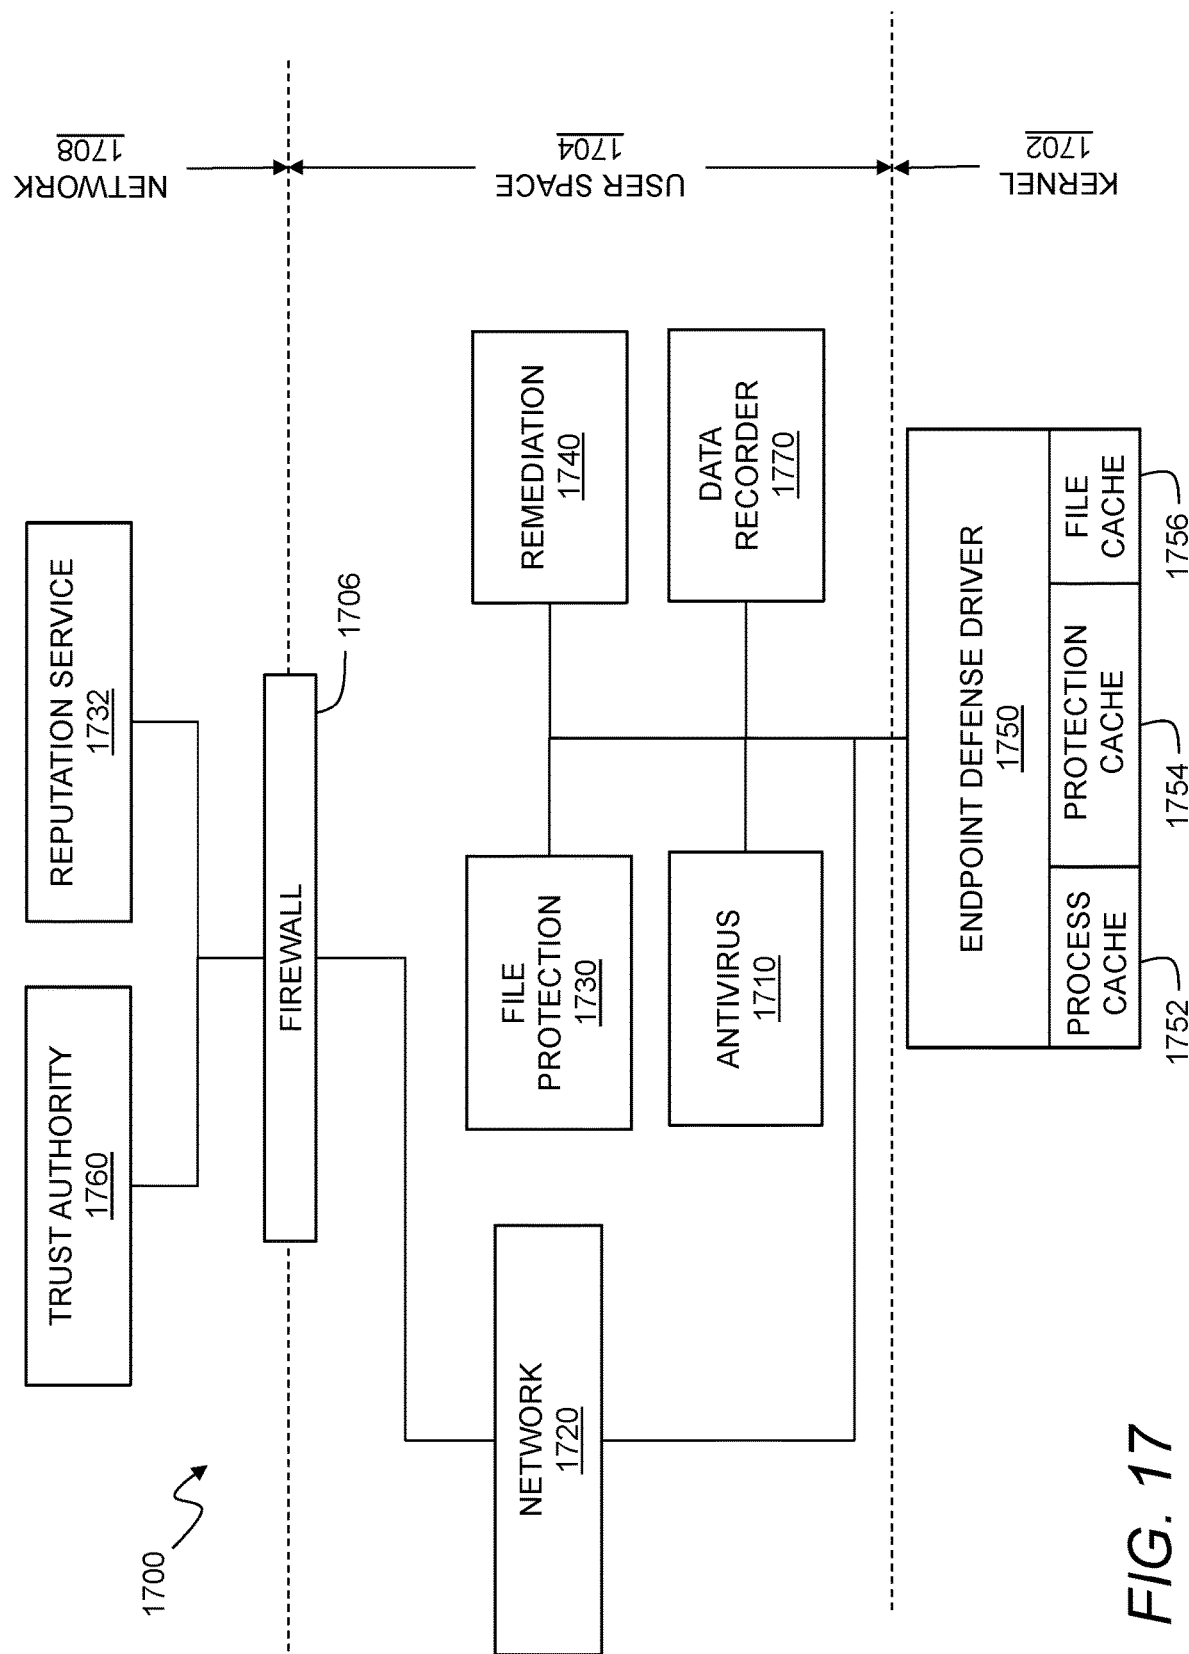 1700
TRUST AUTHORITY
1760
REPUTATION SERVICE
1732
NETWORK
1708
FIREWALL
1706
NETWORK
1720
FILE
PROTECTION
1730
REMEDIATION
1740
USER SPACE
1704
ANTIVIRUS
1710
DATA
RECORDER
1770
ENDPOINT DEFENSE DRIVER
1750
KERNEL
1702
PROCESS
CACHE
PROTECTION
CACHE
FILE
CACHE
1752
1754
1756
FIG. 17